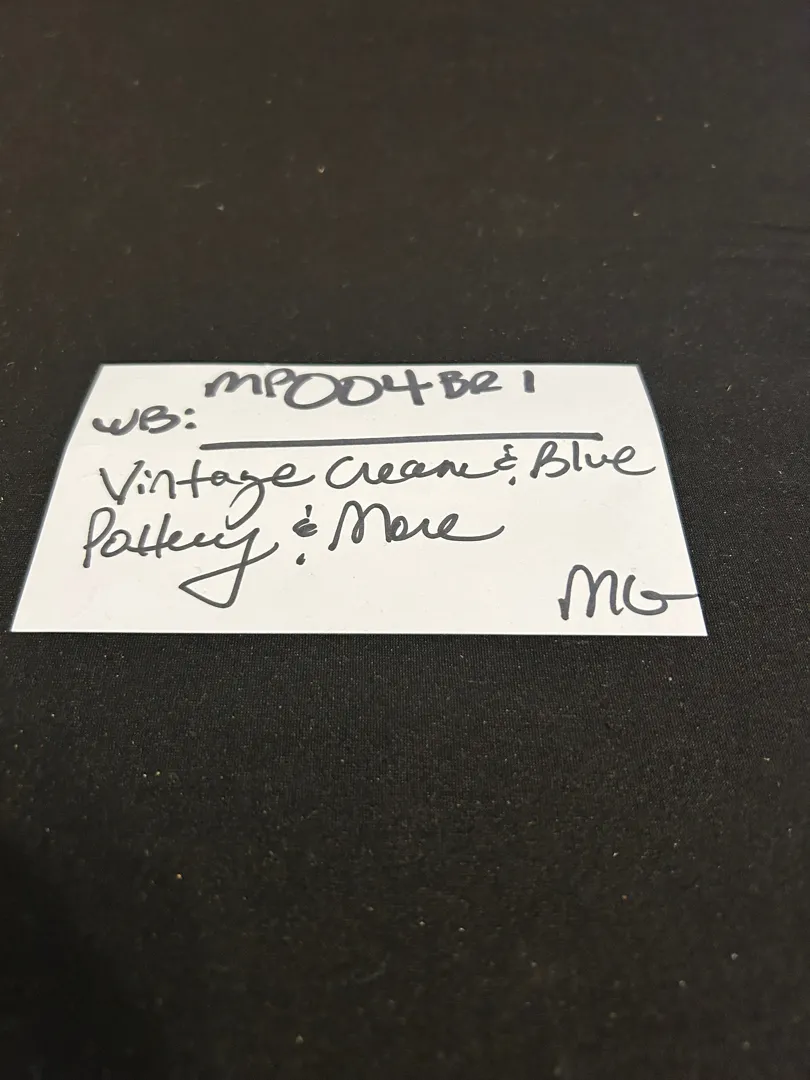 WB: MP004BR1
Vintage Cream & Blue
Pottery & More
MG